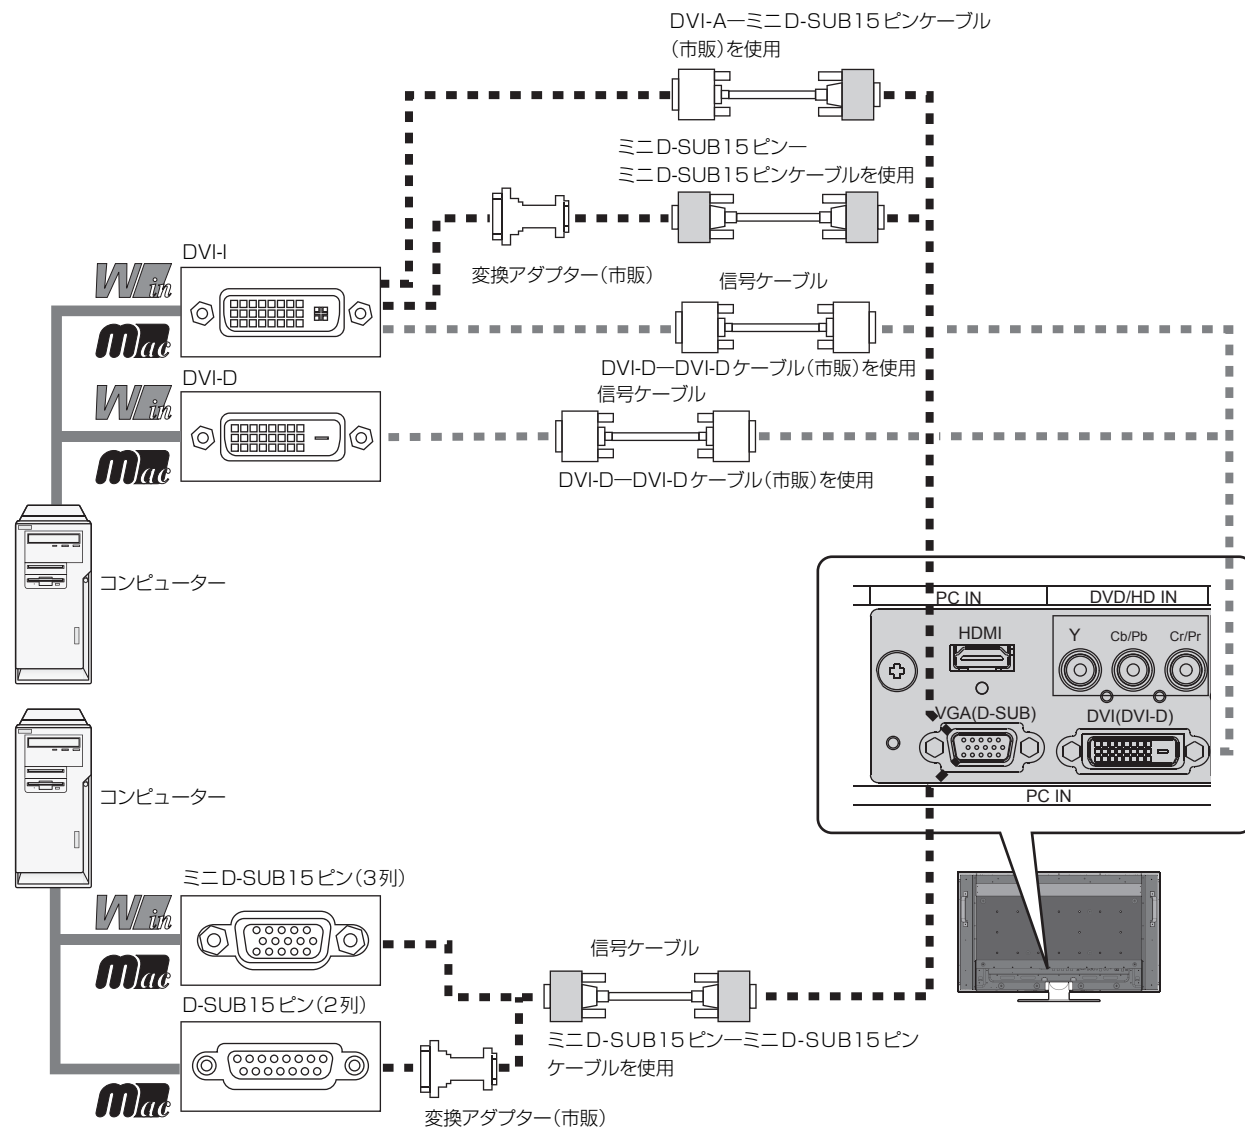 DVI-A―ミニD-SUB15ピンケーブル
(市販)を使用
ミニD-SUB15ピン―
ミニD-SUB15ピンケーブルを使用
変換アダプター(市販)
DVI-I
Win
Mac
信号ケーブル
DVI-D―DVI-Dケーブル(市販)を使用
DVI-D
Win
Mac
信号ケーブル
DVI-D―DVI-Dケーブル(市販)を使用
コンピューター
PC IN
DVD/HD IN
HDMI
Y
Cb/Pb
Cr/Pr
VGA(D-SUB)
DVI(DVI-D)
PC IN
コンピューター
ミニD-SUB15ピン(3列)
Win
Mac
信号ケーブル
ミニD-SUB15ピン―ミニD-SUB15ピン
ケーブルを使用
D-SUB15ピン(2列)
Mac
変換アダプター(市販)